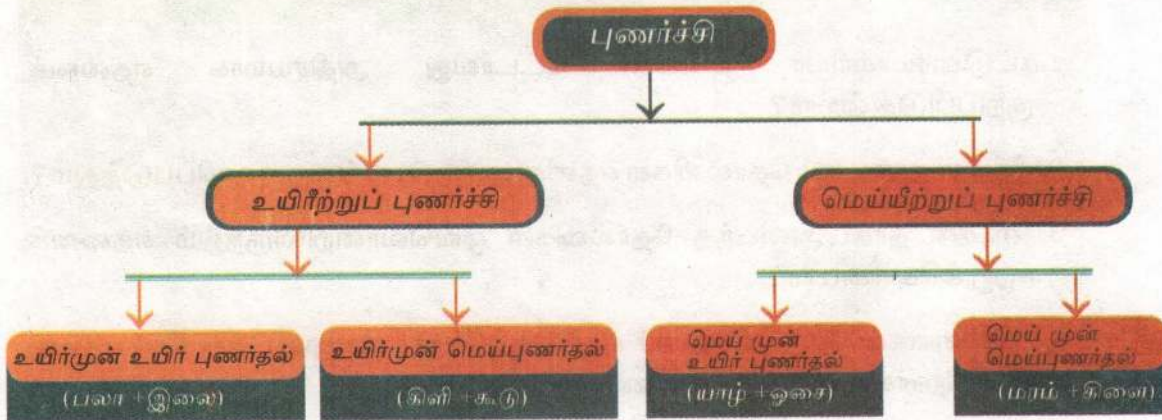 புணர்ச்சி
உயிரீற்றுப் புணர்ச்சி
மெய்யீற்றுப் புணர்ச்சி
உயிர்முன் உயிர் புணர்தல்
(பலா +இலை)
உயிர்முன் மெய்புணர்தல்
(கிளி +கூடு)
மெய் முன்
உயிர் புணர்தல்
(யாழ் +ஓசை)
மெய் முன்
மெய்புணர்தல்
(மரம் +கிளை)